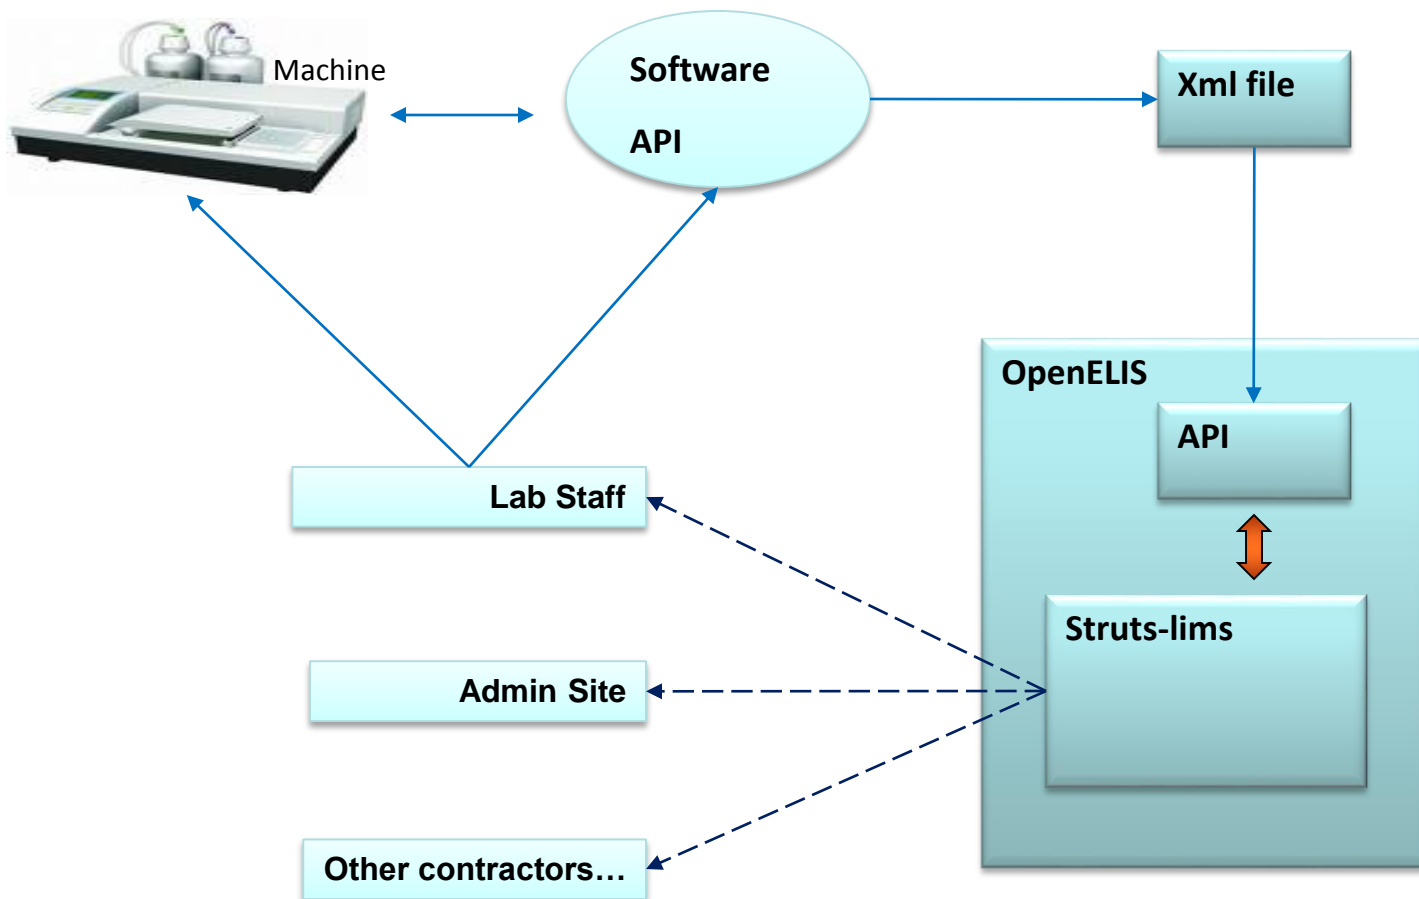 Machine
Software
API
Xml file
OpenELIS
API
Lab Staff
Struts-lims
Admin Site
Other contractors…